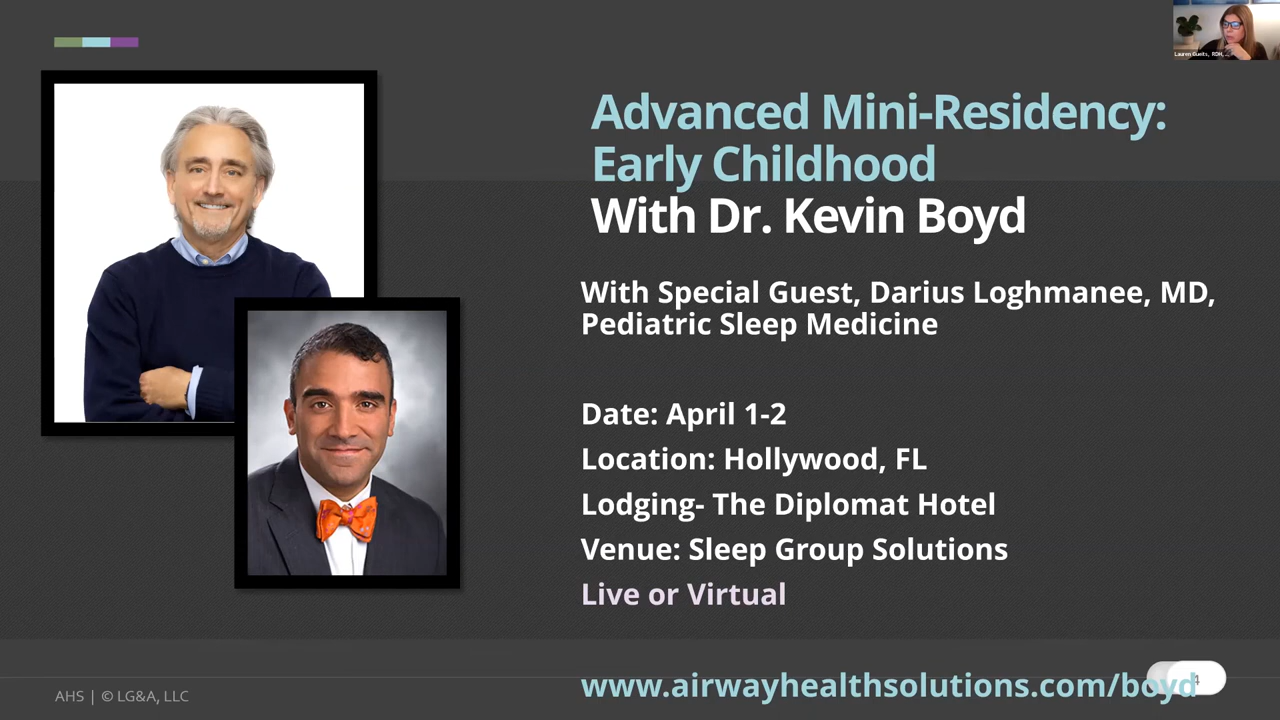 Advanced Mini-Residency:
Early Childhood
With Dr. Kevin Boyd
With Special Guest, Darius Loghmanee, MD,
Pediatric Sleep Medicine
Date: April 1-2
Location: Hollywood, FL
Lodging- The Diplomat Hotel
Venue: Sleep Group Solutions
Live or Virtual
www.airwayhealthsolutions.com/boyd
4
AHS | © LG&A, LLC